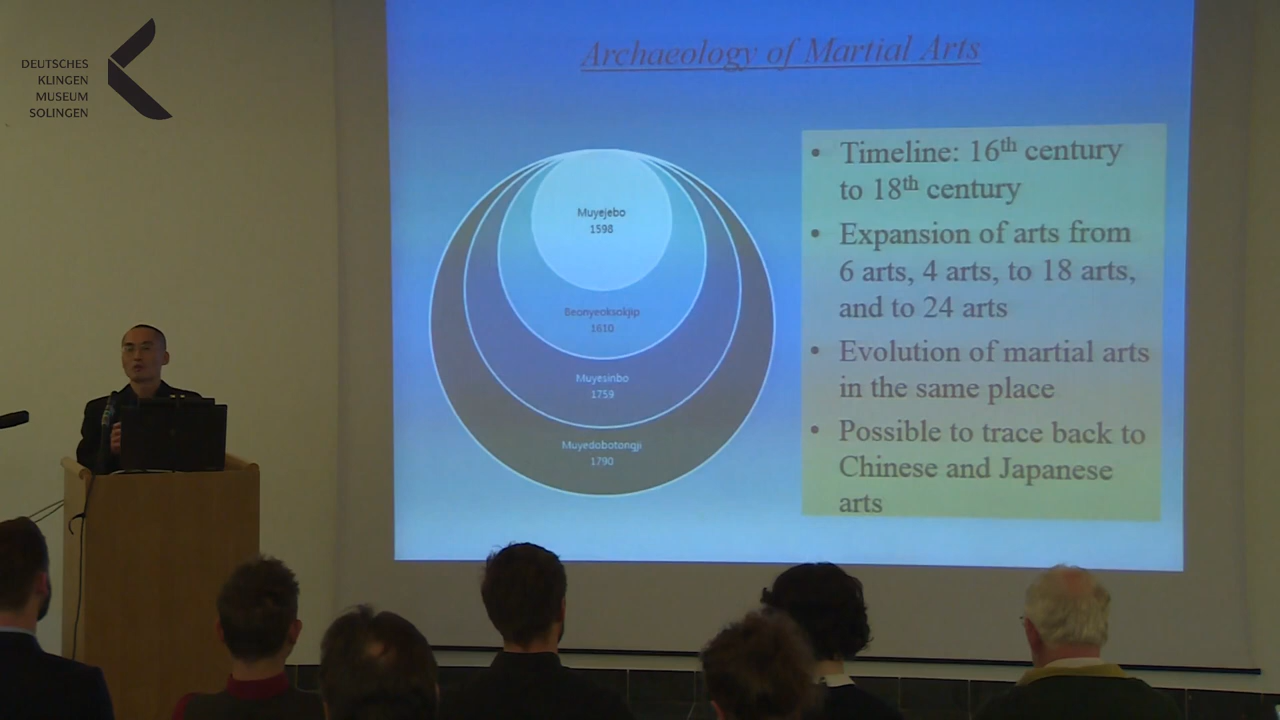 DEUTSCHES
KLINGEN
MUSEUM
SOLINGEN
Archaeology of Martial Arts
Muyejebo
1598
Beonyeoksokjip
1610
Muyesinbo
1759
Muyedobotongji
1790
• Timeline: 16th century
to 18th century
• Expansion of arts from
6 arts, 4 arts, to 18 arts,
and to 24 arts
• Evolution of martial arts
in the same place
• Possible to trace back to
Chinese and Japanese
arts